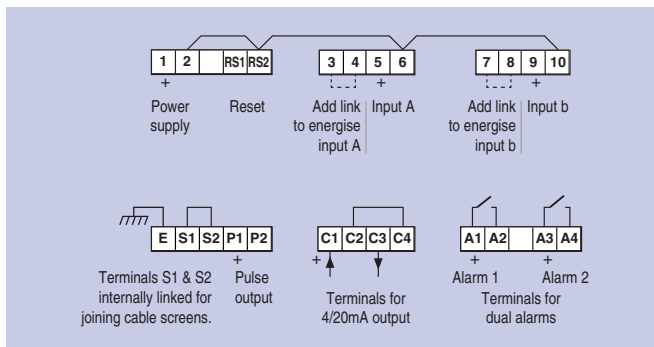 1 2 RS1 RS2 3 4 5 6 7 8 9 10
+ + +
Power supply
Reset
Add link to energise input A
Input A
Add link to energise input b
Input b
E S1 S2 P1 P2 C1 C2 C3 C4 A1 A2 A3 A4
+ + + +
Terminals S1 & S2
internally linked for
joining cable screens.
Pulse
output
Terminals for
4/20mA output
Alarm 1 Alarm 2
Terminals for
dual alarms